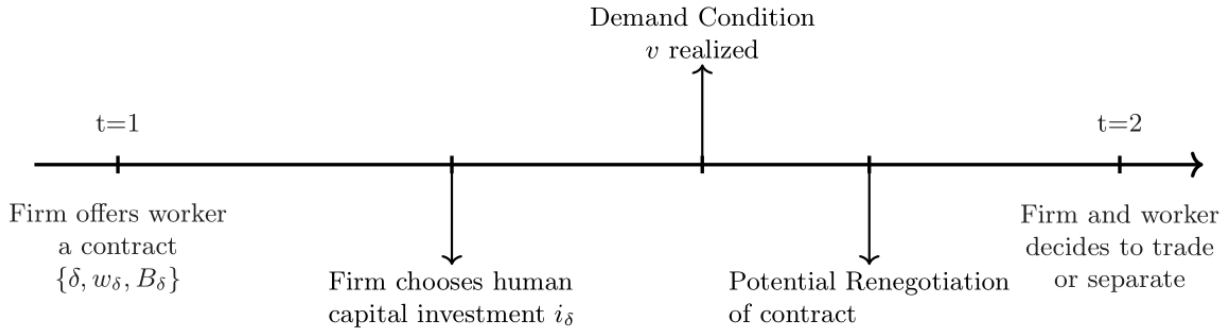 Demand Condition
v realized
t=1
t=2
Firm offers worker
a contract
{δ, w_δ, B_δ}
Firm chooses human
capital investment i_δ
Potential Renegotiation
of contract
Firm and worker
decides to trade
or separate